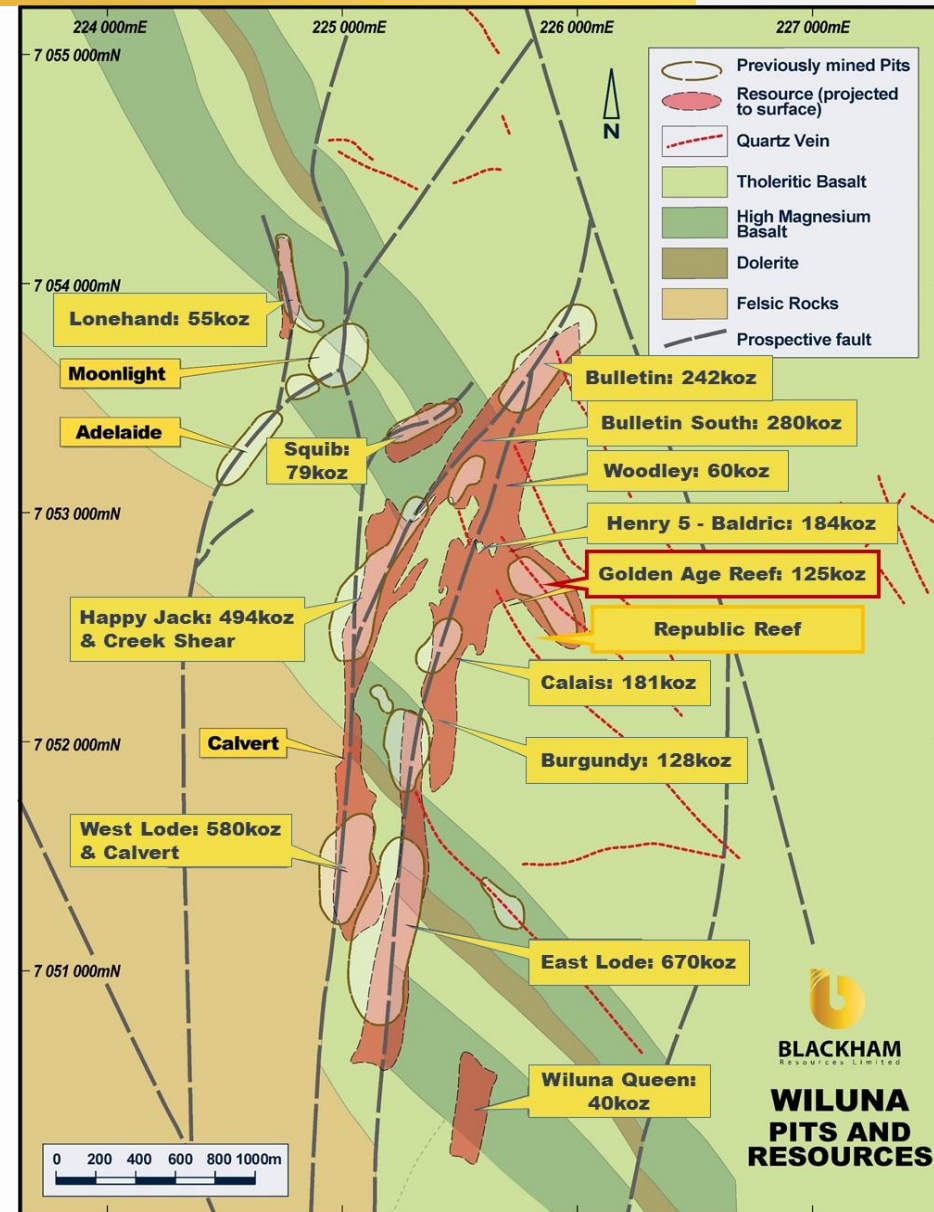 224 000mE
225 000mE
226 000mE
227 000mE
7 055 000mN
7 054 000mN
7 053 000mN
7 052 000mN
7 051 000mN
N
Previously mined Pits
Resource (projected
to surface)
Quartz Vein
Tholeritic Basalt
High Magnesium
Basalt
Dolerite
Felsic Rocks
Prospective fault
Lonehand: 55koz
Moonlight
Adelaide
Squib:
79koz
Bulletin: 242koz
Bulletin South: 280koz
Woodley: 60koz
Henry 5 - Baldric: 184koz
Golden Age Reef: 125koz
Republic Reef
Happy Jack: 494koz
& Creek Shear
Calais: 181koz
Calvert
Burgundy: 128koz
West Lode: 580koz
& Calvert
East Lode: 670koz
Wiluna Queen:
40koz
BLACKHAM
Resources Limited
WILUNA
PITS AND
RESOURCES
0 200 400 600 800 1000m